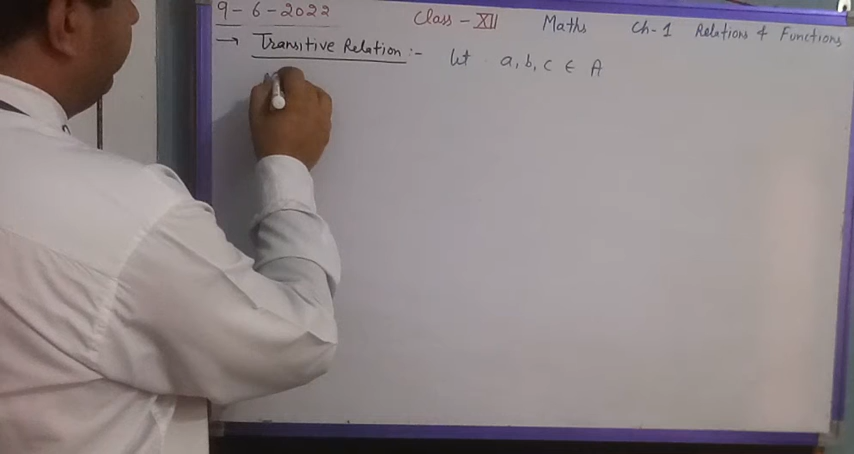 9-6-2022 Class - XII Maths Ch-1 Relations & Functions
→ Transitive Relation :- let a, b, c ∈ A